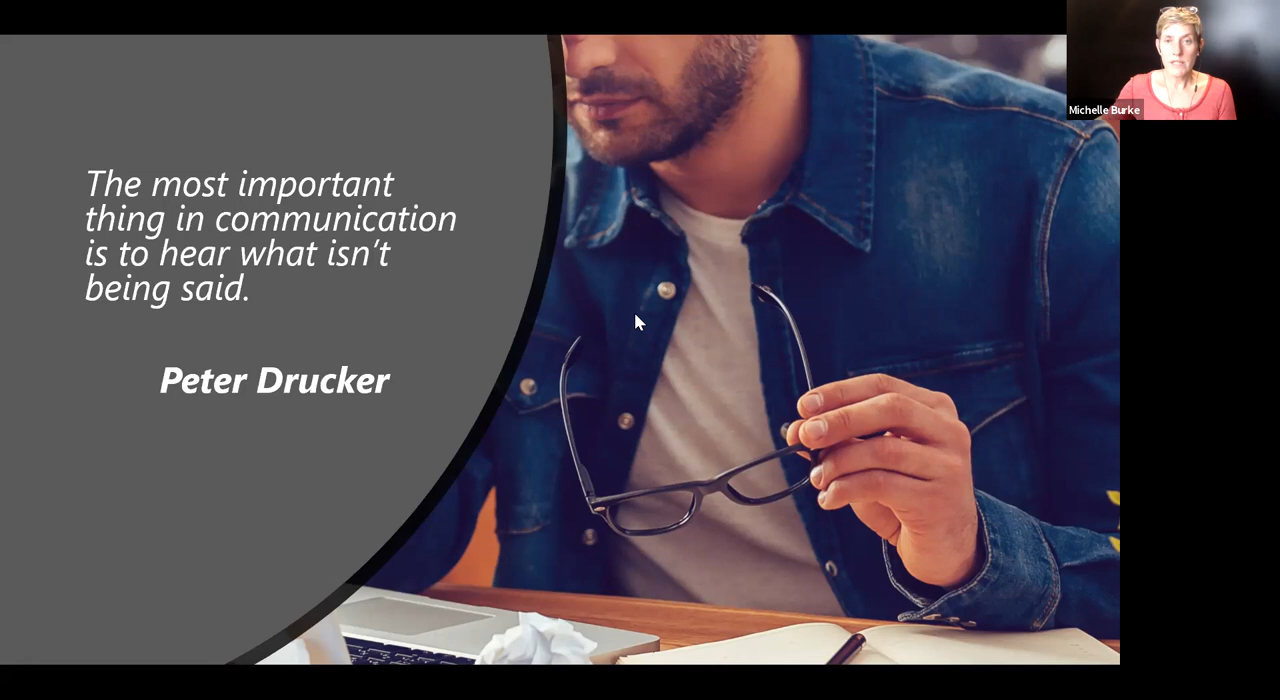 The most important
thing in communication
is to hear what isn't
being said.
Peter Drucker
Michelle Burke